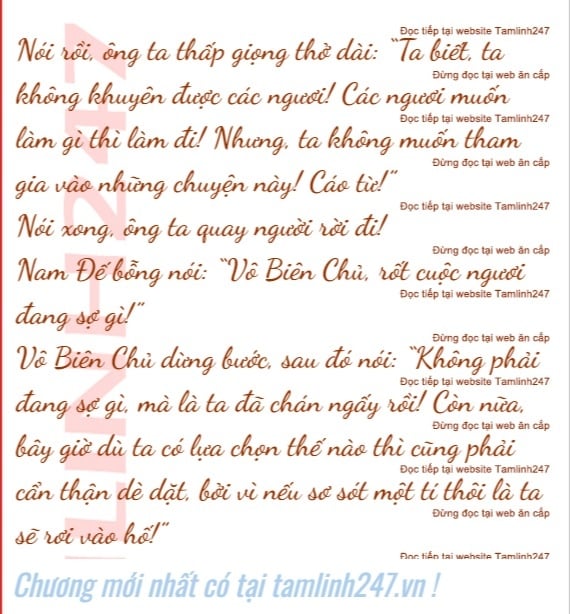 Đọc tiếp tại website Tamlinh247
Nói rồi, ông ta thấp giọng thở dài: “Ta biết, ta
Đừng đọc tại web ăn cắp
không khuyên được các ngươi! Các ngươi muốn
Đọc tiếp tại website Tamlinh247
làm gì thì làm đi! Nhưng, ta không muốn tham
Đừng đọc tại web ăn cắp
gia vào những chuyện này! Cáo từ!”
Đọc tiếp tại website Tamlinh247
Nói xong, ông ta quay người rời đi!
Đừng đọc tại web ăn cắp
Nam Đế bỗng nói: “Vô Biên Chủ, rốt cuộc ngươi
Đọc tiếp tại website Tamlinh247
đang sợ gì!”
Đừng đọc tại web ăn cắp
Vô Biên Chủ dừng bước, sau đó nói: “Không phải
Đọc tiếp tại website Tamlinh247
đang sợ gì, mà là ta đã chán ngấy rồi! Còn nữa,
Đừng đọc tại web ăn cắp
bây giờ dù ta có lựa chọn thế nào thì cũng phải
Đọc tiếp tại website Tamlinh247
cẩn thận dè dặt, bởi vì nếu sơ sót một tí thôi là ta
Đừng đọc tại web ăn cắp
sẽ rơi vào hố!”
Đọc tiếp tại website Tamlinh247
LINH247
Chương mới nhất có tại tamlinh247.vn !